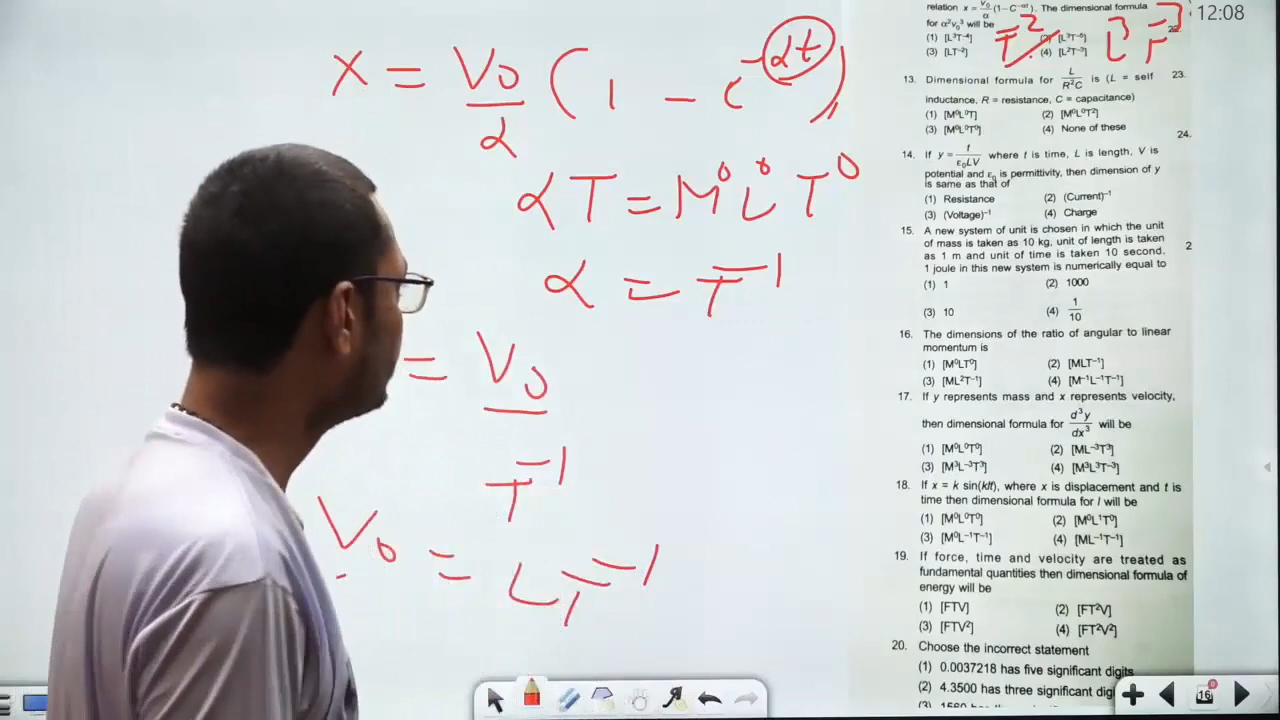 12:08
relation x = v₀/α (1–C⁻ᵅᵗ). The dimensional formula
for α²v₀³ will be
(1) [L³T⁻⁴]
(2) [L³T⁻⁵]
(3) [LT⁻²]
(4) [L²T⁻³]
T⁻² L³ T⁻³
x = V₀/α (1 - e^-αt)
αT = M⁰L⁰T⁰
α = T⁻¹
= V₀
T⁻¹
V₀ = LT⁻¹
13. Dimensional formula for L/R²C is (L = self
inductance, R = resistance, C = capacitance)
(1) [M⁰L⁰T]
(2) [M⁰L⁰T²]
(3) [M⁰L⁰T⁰]
(4) None of these
14. If y = t/ε₀LV where t is time, L is length, V is
potential and ε₀ is permittivity, then dimension of y
is same as that of
(1) Resistance
(2) (Current)⁻¹
(3) (Voltage)⁻¹
(4) Charge
15. A new system of unit is chosen in which the unit
of mass is taken as 10 kg, unit of length is taken
as 1 m and unit of time is taken 10 second.
1 joule in this new system is numerically equal to
(1) 1
(2) 1000
(3) 10
(4) 1/10
16. The dimensions of the ratio of angular to linear
momentum is
(1) [M⁰LT⁰]
(2) [MLT⁻¹]
(3) [ML²T⁻¹]
(4) [M⁻¹L⁻¹T⁻¹]
17. If y represents mass and x represents velocity,
then dimensional formula for d³y/dx³ will be
(1) [M⁰L⁰T⁰]
(2) [ML⁻³T³]
(3) [M³L⁻³T³]
(4) [M³L³T⁻³]
18. If x = k sin(klt), where x is displacement and t is
time then dimensional formula for l will be
(1) [M⁰L⁰T⁰]
(2) [M⁰L¹T⁰]
(3) [M⁰L⁻¹T⁻¹]
(4) [ML⁻¹T⁻¹]
19. If force, time and velocity are treated as
fundamental quantities then dimensional formula of
energy will be
(1) [FTV]
(2) [FT²V]
(3) [FTV²]
(4) [FT²V²]
20. Choose the incorrect statement
(1) 0.0037218 has five significant digits
(2) 4.3500 has three significant
23.
24.
2
16